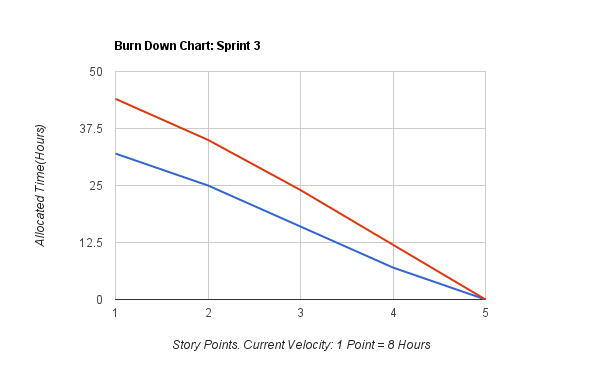 Burn Down Chart: Sprint 3
50
37.5
25
12.5
0
Allocated Time(Hours)
1 2 3 4 5
Story Points. Current Velocity: 1 Point = 8 Hours